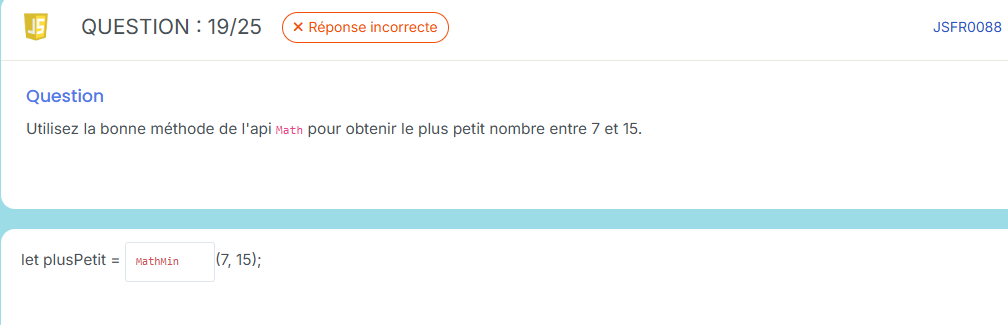 JS QUESTION : 19/25 ✕ Réponse incorrecte JSFR0088
Question
Utilisez la bonne méthode de l'api Math pour obtenir le plus petit nombre entre 7 et 15.
let plusPetit = MathMin (7, 15);